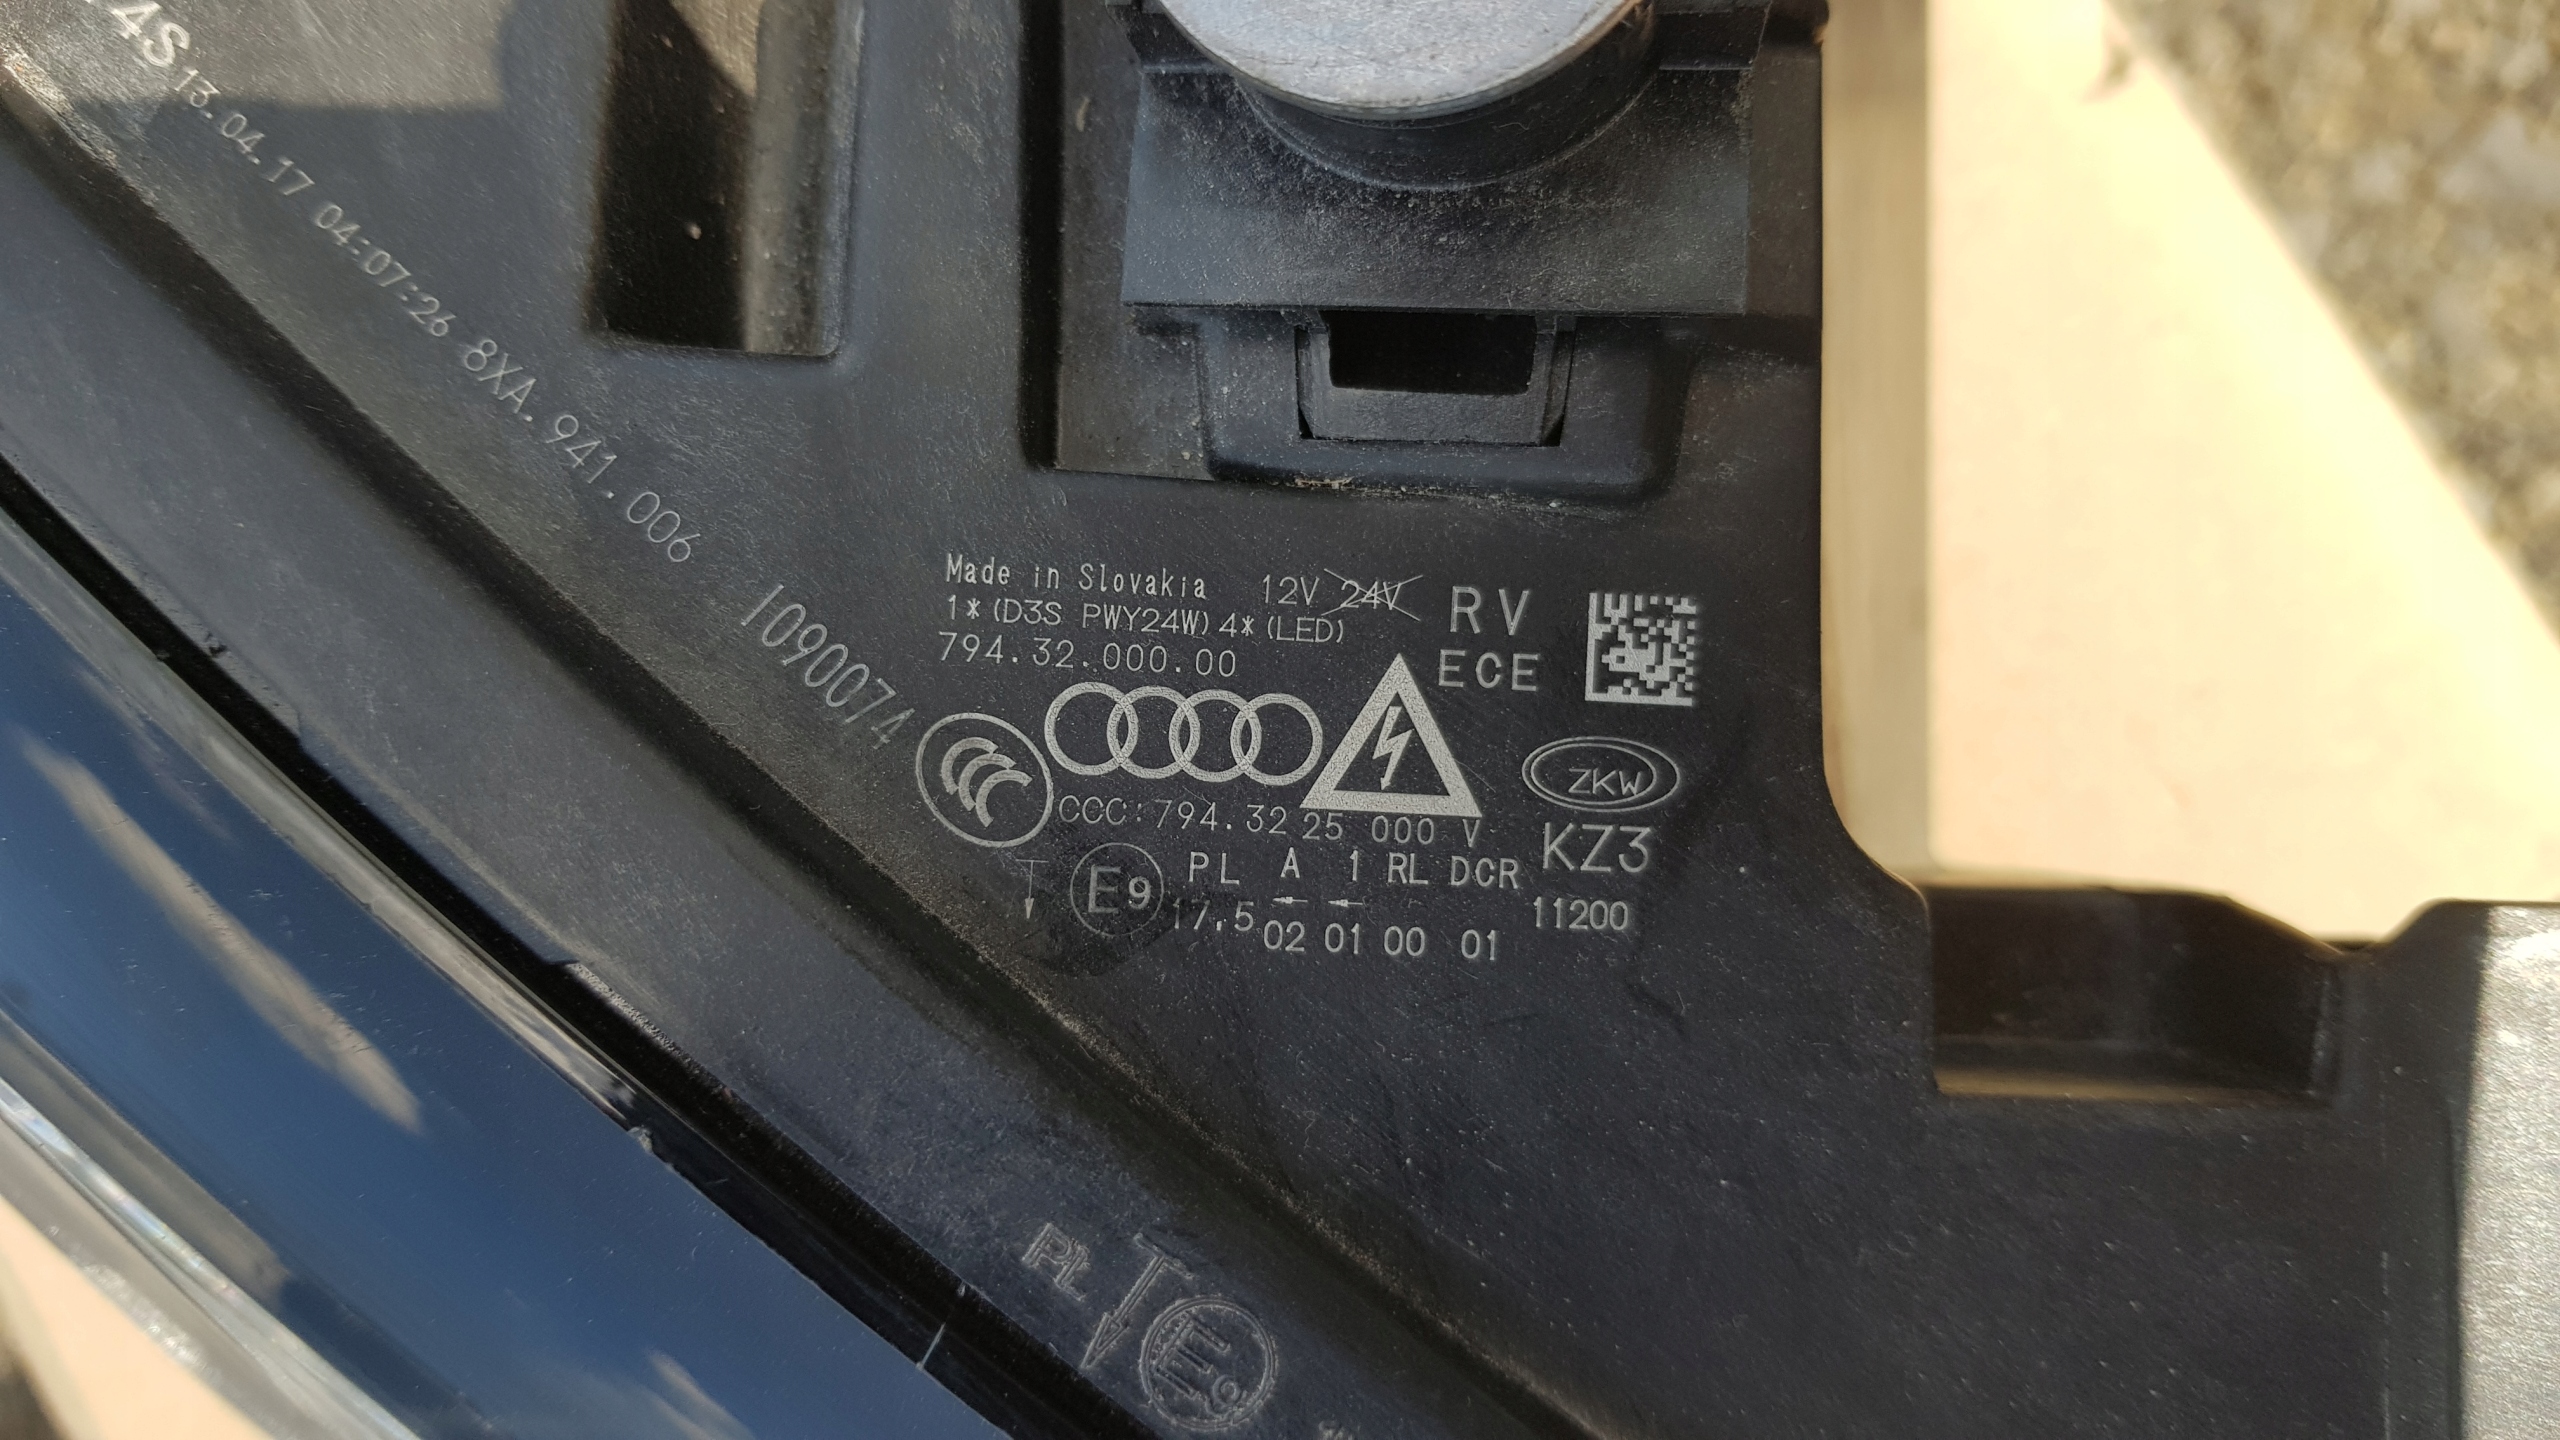 4S 13.04.17 04:07:26 8XA.941.006 1090074
Made in Slovakia 12V 24V
1*(D3S PWY24W) 4*(LED)
794.32.000.00
RV
ECE
ZKW
CCC:794.32 25 000 V
KZ3
E9 PL A 1 RL DCR
17.5 ← ←
02 01 00 01
11200
PL T
E9